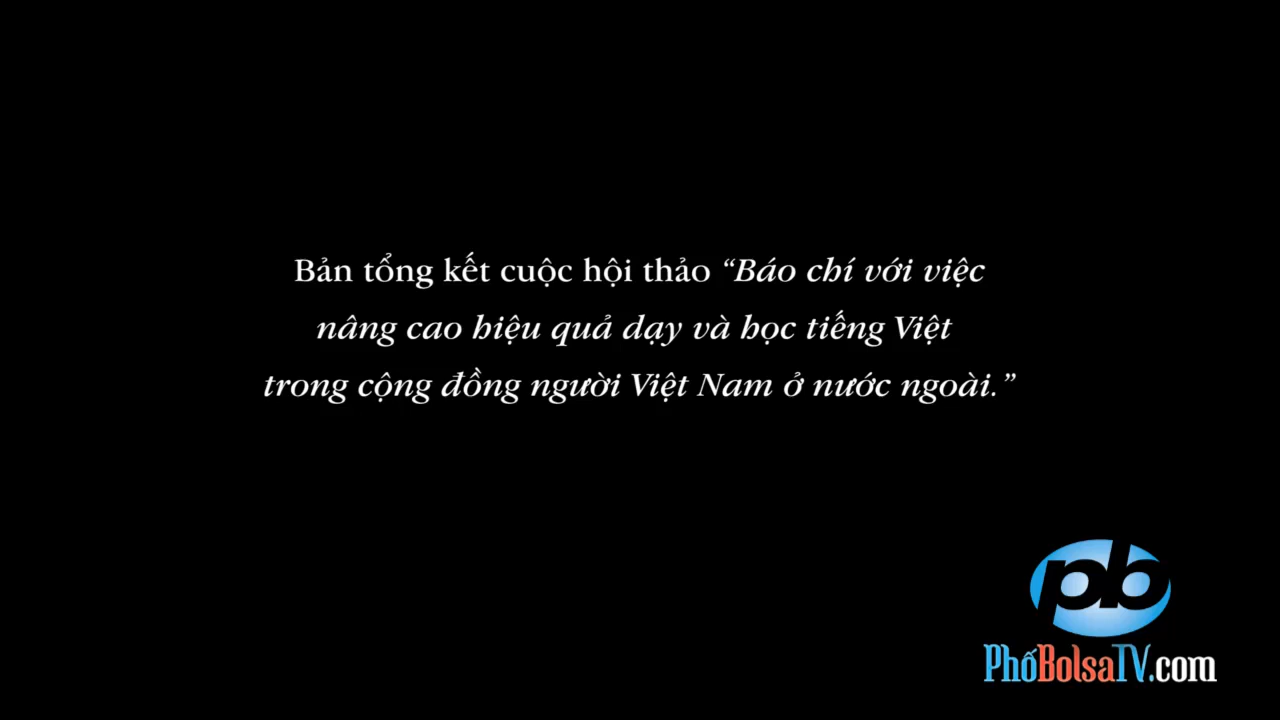 Bản tổng kết cuộc hội thảo “Báo chí với việc
nâng cao hiệu quả dạy và học tiếng Việt
trong cộng đồng người Việt Nam ở nước ngoài.”
pb
PhốBolsaTV.com